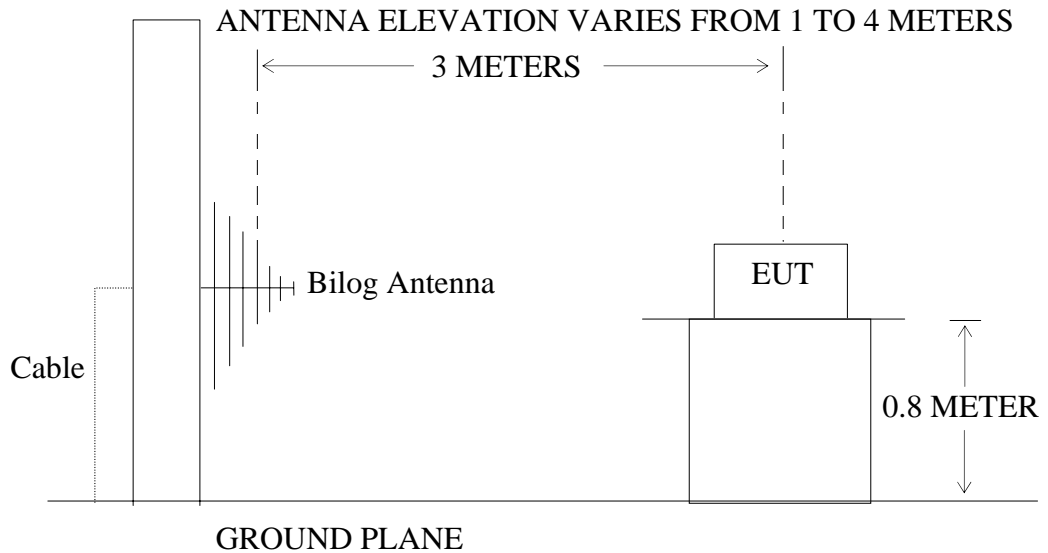 ANTENNA ELEVATION VARIES FROM 1 TO 4 METERS
3 METERS
EUT
Bilog Antenna
Cable
0.8 METER
GROUND PLANE